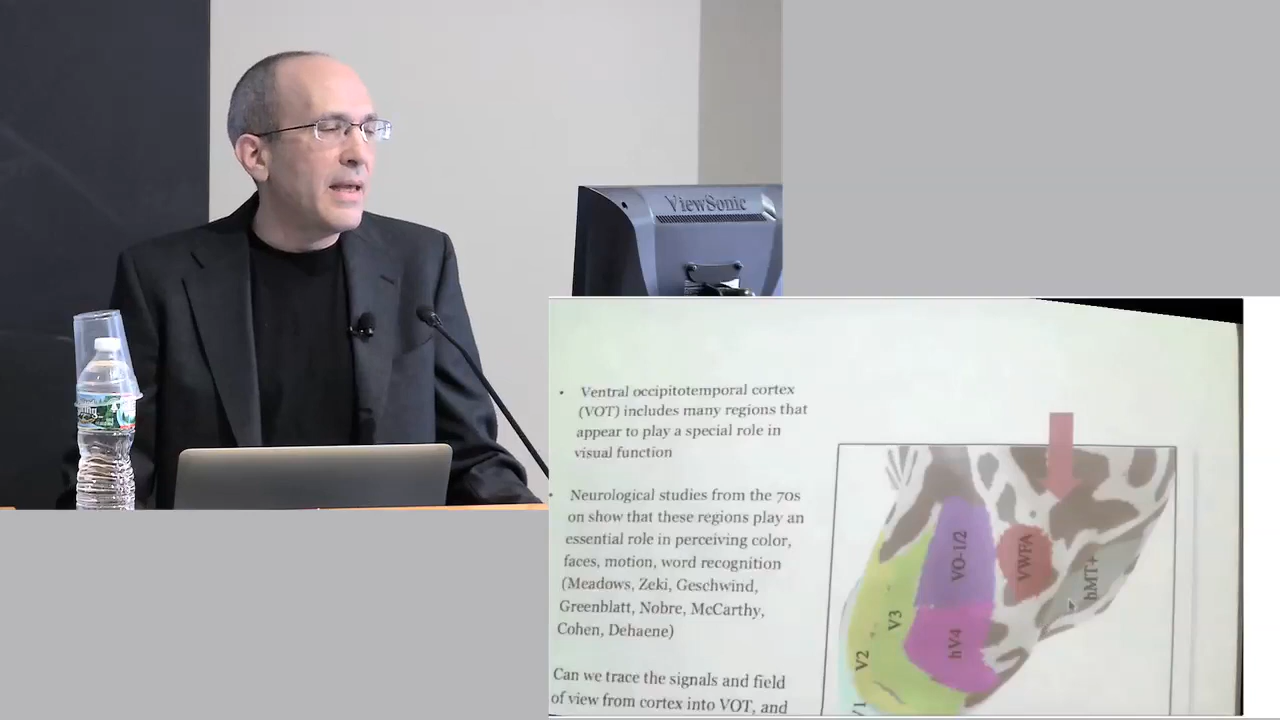 ViewSonic
Ventral occipitotemporal cortex
(VOT) includes many regions that
appear to play a special role in
visual function
Neurological studies from the 70s
on show that these regions play an
essential role in perceiving color,
faces, motion, word recognition
(Meadows, Zeki, Geschwind,
Greenblatt, Nobre, McCarthy,
Cohen, Dehaene)
Can we trace the signals and field
of view from cortex into VOT, and
VO-1/2
VWFA
hMT+
V3
hV4
V2
V1